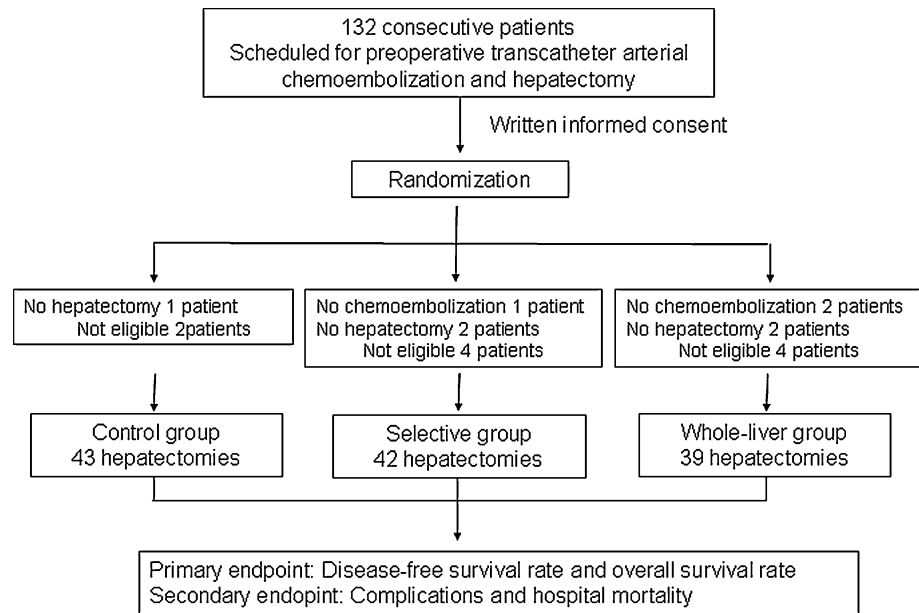 132 consecutive patients
Scheduled for preoperative transcatheter arterial
chemoembolization and hepatectomy
Written informed consent
Randomization
No hepatectomy 1 patient
Not eligible 2patients
No chemoembolization 1 patient
No hepatectomy 2 patients
Not eligible 4 patients
No chemoembolization 2 patients
No hepatectomy 2 patients
Not eligible 4 patients
Control group
43 hepatectomies
Selective group
42 hepatectomies
Whole-liver group
39 hepatectomies
Primary endpoint: Disease-free survival rate and overall survival rate
Secondary endopint: Complications and hospital mortality